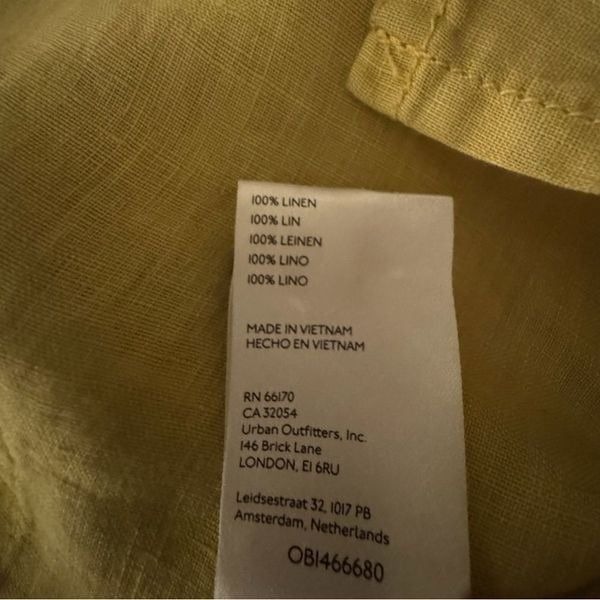 100% LINEN
100% LIN
100% LEINEN
100% LINO
100% LINO
MADE IN VIETNAM
HECHO EN VIETNAM
RN 66170
CA 32054
Urban Outfitters, Inc.
146 Brick Lane
LONDON, E1 6RU
Leidsestraat 32, 1017 PB
Amsterdam, Netherlands
OB1466680